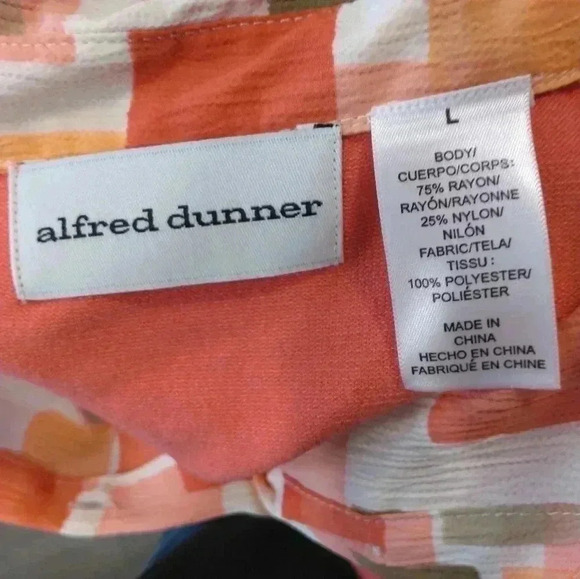 alfred dunner
L
BODY/
CUERPO/CORPS:
75% RAYON/
RAYÓN/RAYONNE
25% NYLON/
NILÓN
FABRIC/TELA/
TISSU:
100% POLYESTER/
POLIÉSTER
MADE IN
CHINA
HECHO EN CHINA
FABRIQUÉ EN CHINE